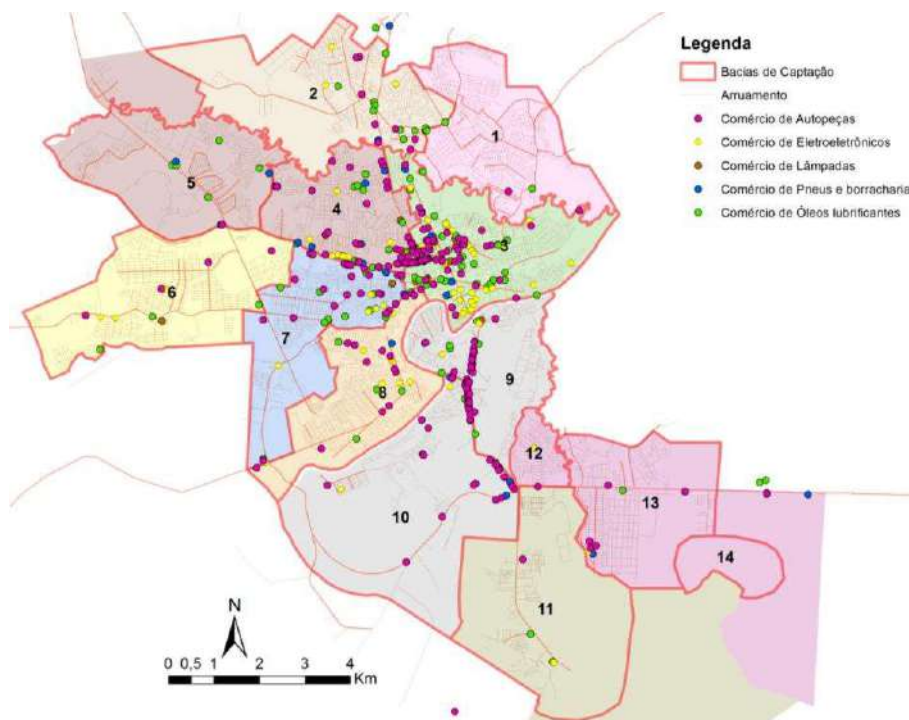 Legenda
Bacias de Captação
Arruamento
Comércio de Autopeças
Comércio de Eletroeletrônicos
Comércio de Lâmpadas
Comércio de Pneus e borracharia
Comércio de Óleos lubrificantes
2
1
5
4
3
6
7
8
9
12
13
10
14
11
N
0 0,5 1 2 3 4
Km